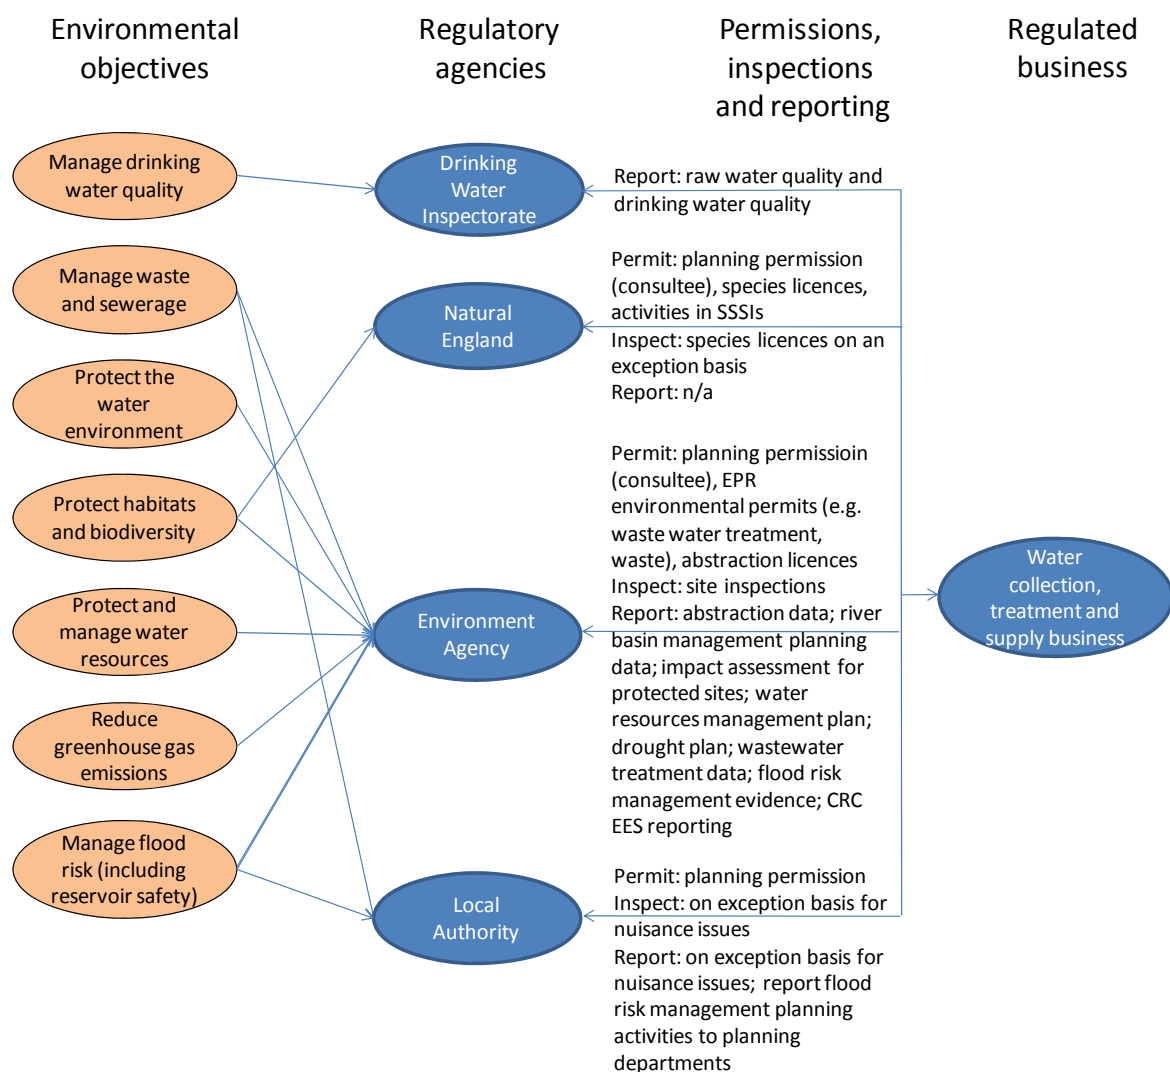 Environmental
objectives
Regulatory
agencies
Permissions,
inspections
and reporting
Regulated
business
Manage drinking
water quality
Manage waste
and sewerage
Protect the
water
environment
Protect habitats
and biodiversity
Protect and
manage water
resources
Reduce
greenhouse gas
emissions
Manage flood
risk (including
reservoir safety)
Drinking
Water
Inspectorate
Natural
England
Environment
Agency
Local
Authority
Report: raw water quality and
drinking water quality
Permit: planning permission
(consultee), species licences,
activities in SSSIs
Inspect: species licences on an
exception basis
Report: n/a
Permit: planning permissioin
(consultee), EPR
environmental permits (e.g.
waste water treatment,
waste), abstraction licences
Inspect: site inspections
Report: abstraction data; river
basin management planning
data; impact assessment for
protected sites; water
resources management plan;
drought plan; wastewater
treatment data; flood risk
management evidence; CRC
EES reporting
Permit: planning permission
Inspect: on exception basis for
nuisance issues
Report: on exception basis for
nuisance issues; report flood
risk management planning
activities to planning
departments
Water
collection,
treatment and
supply business